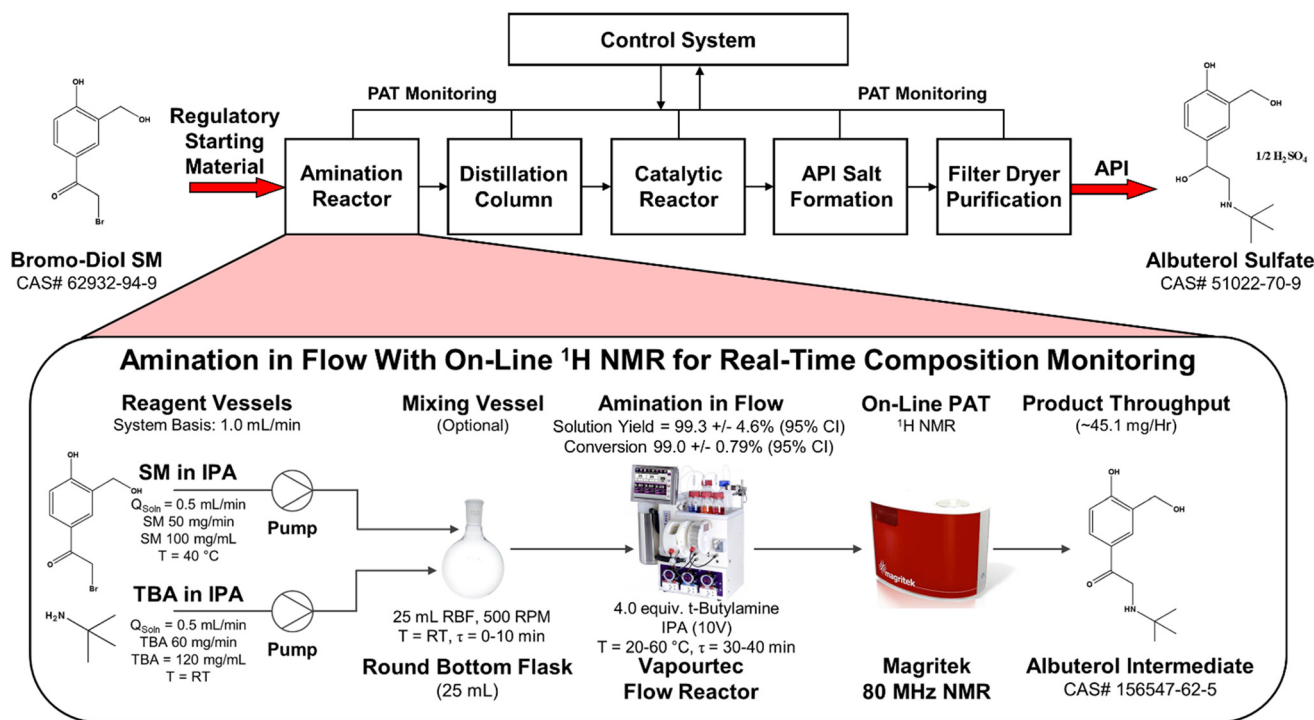 Control System
PAT Monitoring
PAT Monitoring
OH
OH
O
Br
Bromo-Diol SM
CAS# 62932-94-9
Regulatory
Starting
Material
Amination
Reactor
Distillation
Column
Catalytic
Reactor
API Salt
Formation
Filter Dryer
Purification
API
OH
OH
1/2 H₂SO₄
HO
HN
Albuterol Sulfate
CAS# 51022-70-9
Amination in Flow With On-Line ¹H NMR for Real-Time Composition Monitoring
Reagent Vessels
System Basis: 1.0 mL/min
OH
OH
O
Br
SM in IPA
Q_Soln = 0.5 mL/min
SM 50 mg/min
SM 100 mg/mL
T = 40 °C
Pump
H₂N
TBA in IPA
Q_Soln = 0.5 mL/min
TBA 60 mg/min
TBA = 120 mg/mL
T = RT
Pump
Mixing Vessel
(Optional)
25 mL RBF, 500 RPM
T = RT, τ = 0-10 min
Round Bottom Flask
(25 mL)
Amination in Flow
Solution Yield = 99.3 +/- 4.6% (95% CI)
Conversion 99.0 +/- 0.79% (95% CI)
4.0 equiv. t-Butylamine
IPA (10V)
T = 20-60 °C, τ = 30-40 min
Vapourtec
Flow Reactor
On-Line PAT
¹H NMR
magritek
Magritek
80 MHz NMR
Product Throughput
(~45.1 mg/Hr)
OH
OH
O
HN
Albuterol Intermediate
CAS# 156547-62-5